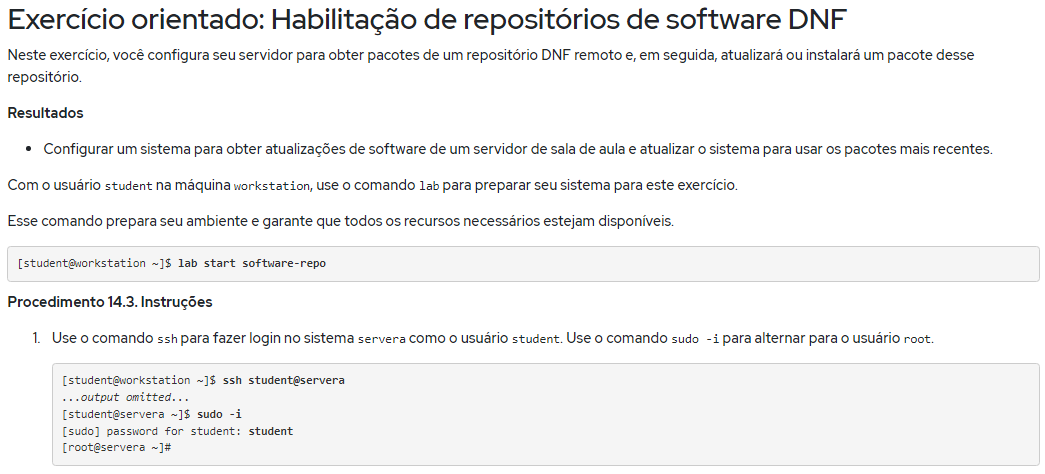 Exercício orientado: Habilitação de repositórios de software DNF
Neste exercício, você configura seu servidor para obter pacotes de um repositório DNF remoto e, em seguida, atualizará ou instalará um pacote desse
repositório.
Resultados
• Configurar um sistema para obter atualizações de software de um servidor de sala de aula e atualizar o sistema para usar os pacotes mais recentes.
Com o usuário student na máquina workstation, use o comando lab para preparar seu sistema para este exercício.
Esse comando prepara seu ambiente e garante que todos os recursos necessários estejam disponíveis.
[student@workstation ~]$ lab start software-repo
Procedimento 14.3. Instruções
1. Use o comando ssh para fazer login no sistema servera como o usuário student. Use o comando sudo -i para alternar para o usuário root.
[student@workstation ~]$ ssh student@servera
...output omitted...
[student@servera ~]$ sudo -i
[sudo] password for student: student
[root@servera ~]#